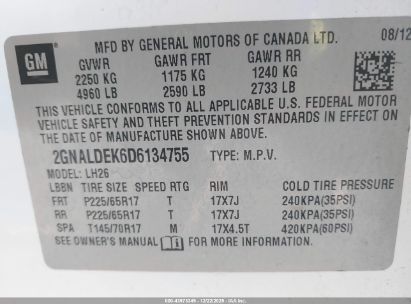 MFD BY GENERAL MOTORS OF CANADA LTD. 08/12
GM
GVWR GAWR FRT GAWR RR
2250 KG 1175 KG 1240 KG
4960 LB 2590 LB 2733 LB
THIS VEHICLE CONFORMS TO ALL APPLICABLE U.S. FEDERAL MOTOR
VEHICLE SAFETY AND THEFT PREVENTION STANDARDS IN EFFECT ON
THE DATE OF MANUFACTURE SHOWN ABOVE.
2GNALDEK6D6134755 TYPE: M.P.V.
MODEL: LH26
LBBN TIRE SIZE SPEED RTG RIM COLD TIRE PRESSURE
FRT P225/65R17 T 17X7J 240KPA(35PSI)
RR P225/65R17 T 17X7J 240KPA(35PSI)
SPA T145/70R17 M 17X4.5T 420KPA(60PSI)
SEE OWNER'S MANUAL FOR MORE INFORMATION.